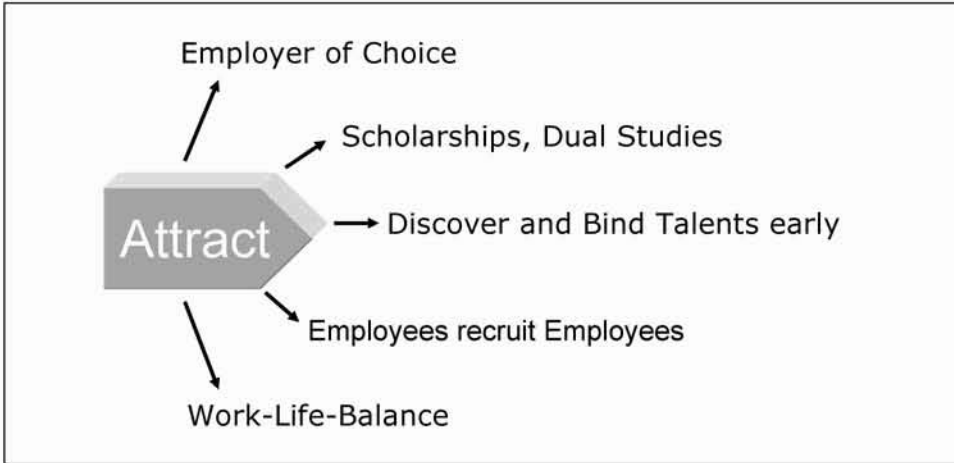 Employer of Choice
Scholarships, Dual Studies
Attract
Discover and Bind Talents early
Employees recruit Employees
Work-Life-Balance